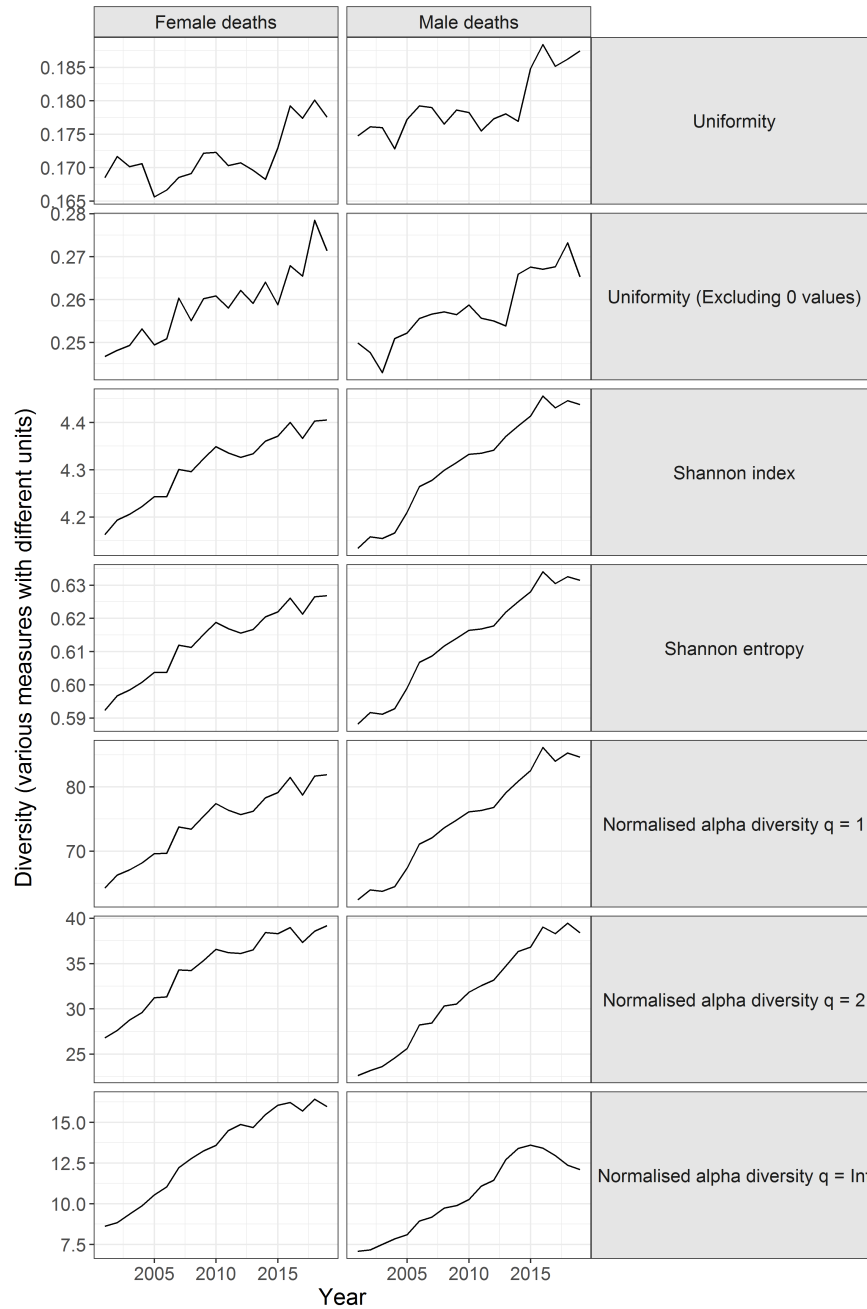 Female deaths Male deaths
0.185
0.180
0.175
0.170
0.165
Uniformity
0.28
0.27
0.26
0.25
Uniformity (Excluding 0 values)
4.4
4.3
4.2
Shannon index
0.63
0.62
0.61
0.60
0.59
Shannon entropy
80
70
Normalised alpha diversity q = 1
40
35
30
25
Normalised alpha diversity q = 2
15.0
12.5
10.0
7.5
Normalised alpha diversity q = Inf
2005 2010 2015 2005 2010 2015
Year
Diversity (various measures with different units)